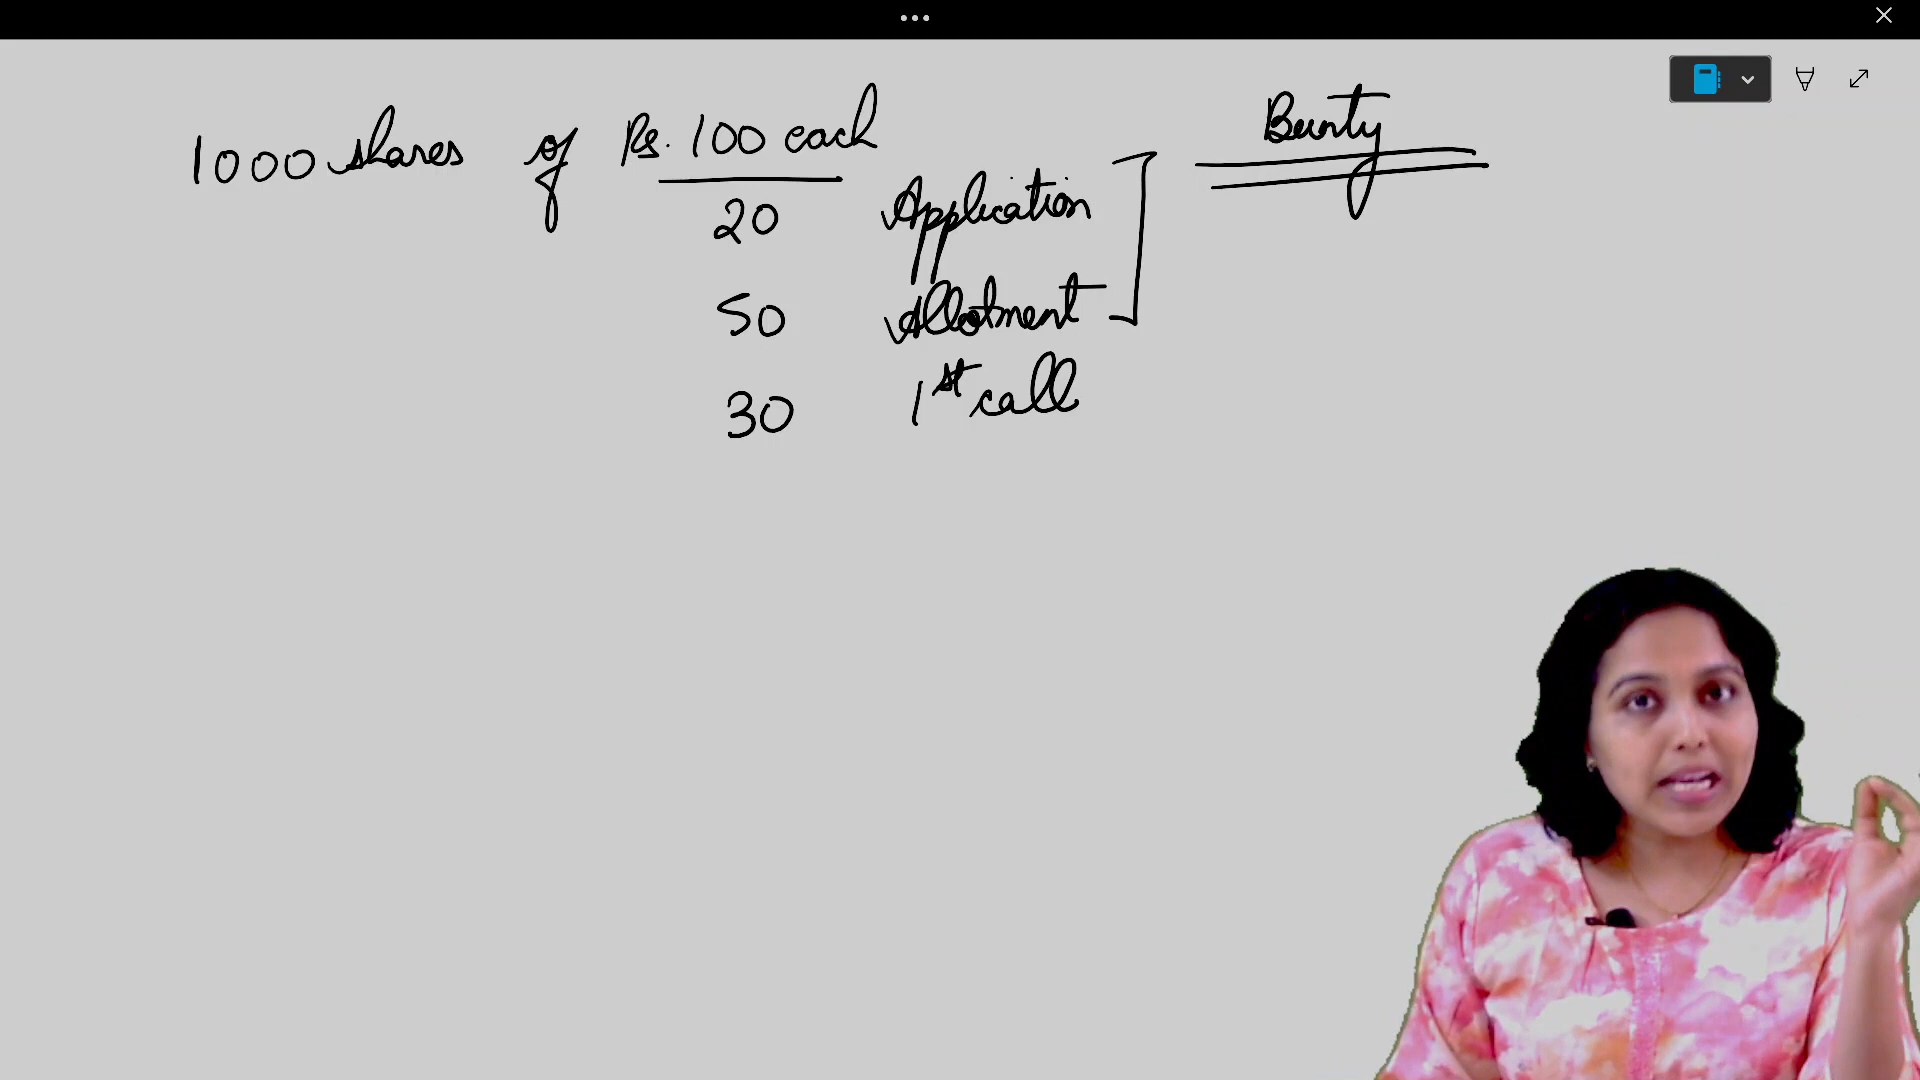 1000 shares of Rs. 100 each
Bunty
20 Application
50 Allotment
30 1st call